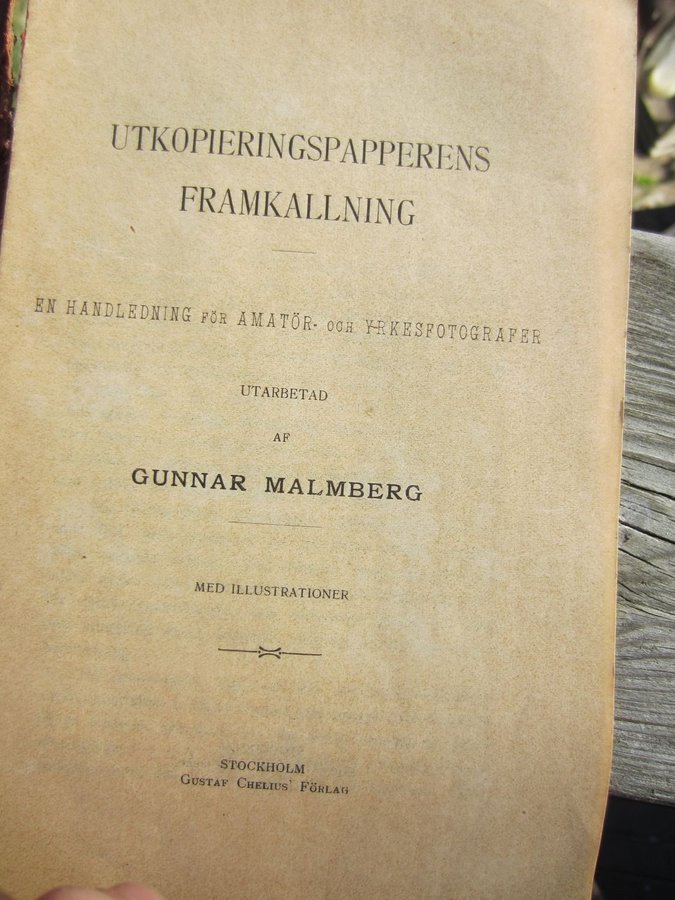 UTKOPIERINGSPAPPERENS
FRAMKALLNING
EN HANDLEDNING FÖR AMATÖR- OCH YRKESFOTOGRAFER
UTARBETAD
AF
GUNNAR MALMBERG
MED ILLUSTRATIONER
STOCKHOLM
GUSTAF CHELIUS' FÖRLAG